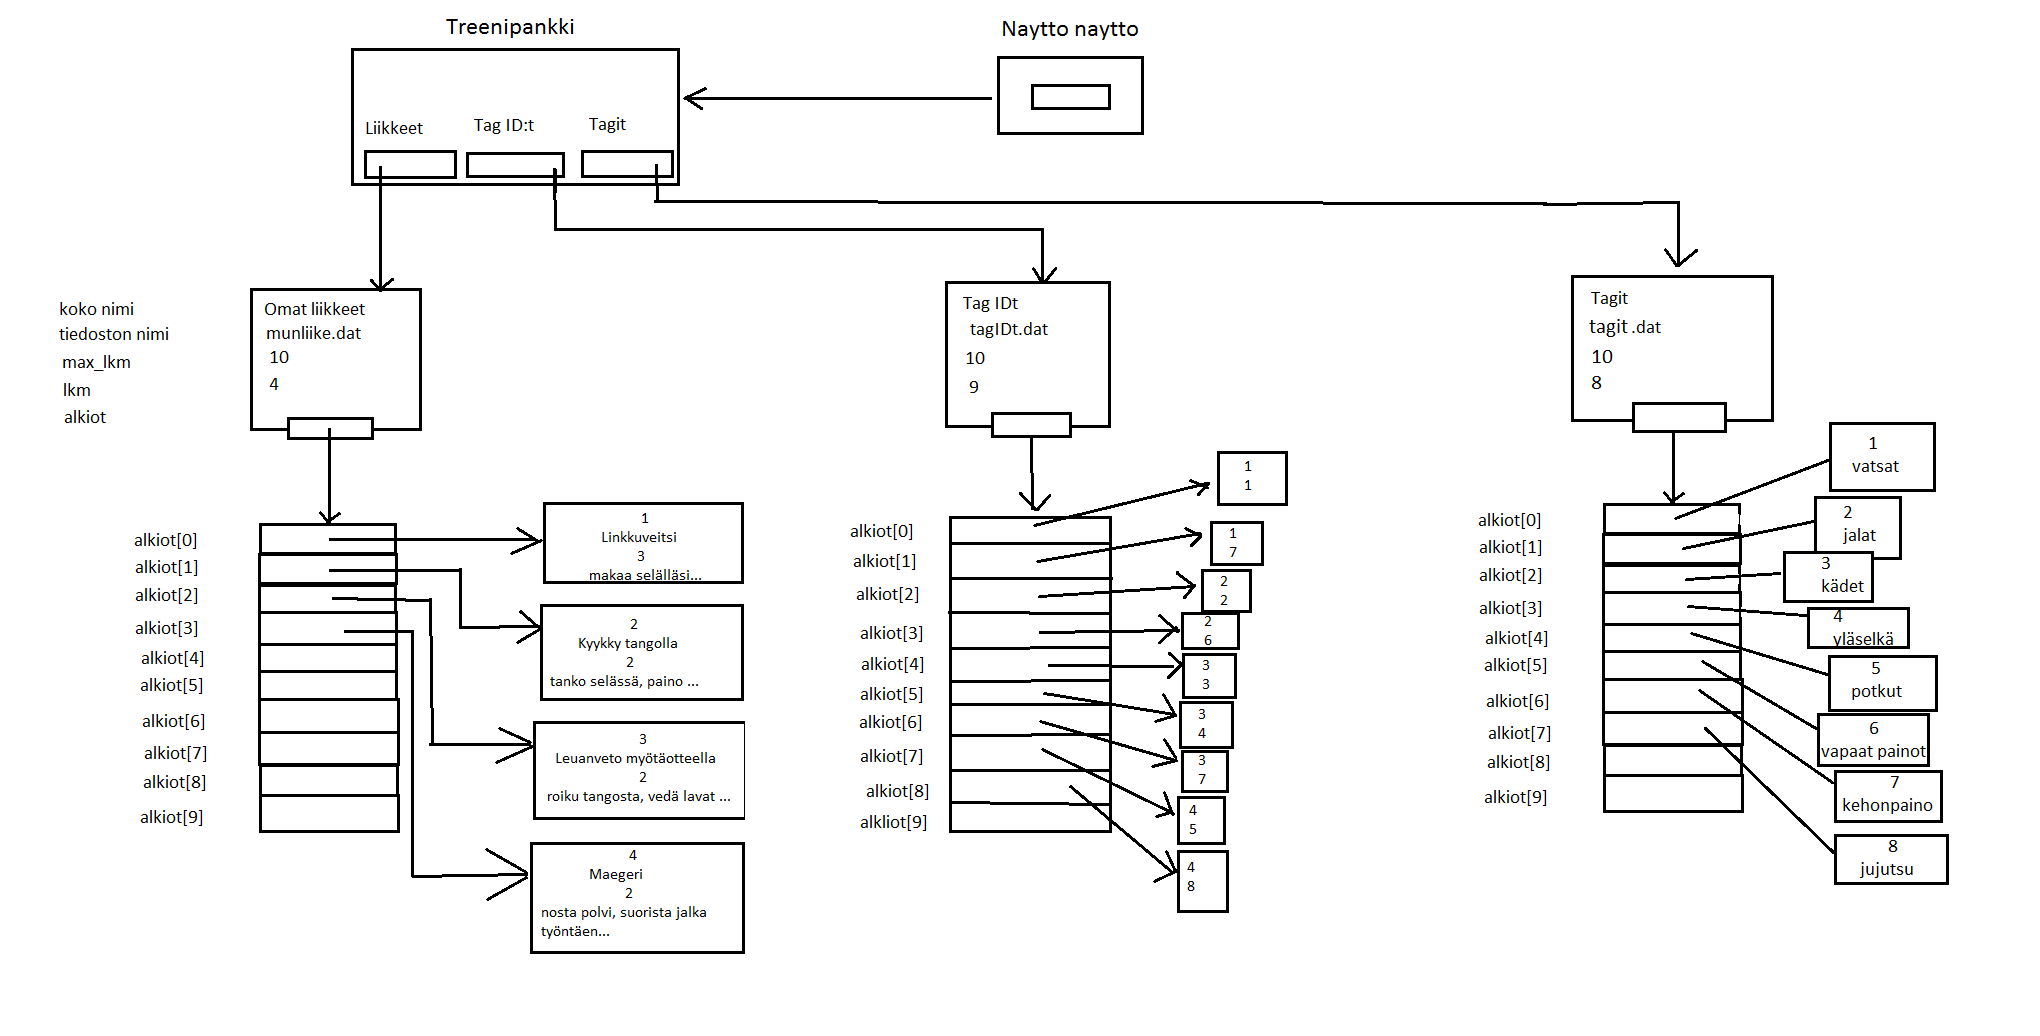 Treenipankki
Naytto naytto
Liikkeet
Tag ID:t
Tagit
koko nimi
tiedoston nimi
max_lkm
lkm
alkiot
Omat liikkeet
munliike.dat
10
4
Tag IDt
tagIDt.dat
10
9
Tagit
tagit .dat
10
8
alkiot[0]
alkiot[1]
alkiot[2]
alkiot[3]
alkiot[4]
alkiot[5]
alkiot[6]
alkiot[7]
alkiot[8]
alkiot[9]
1
Linkkuveitsi
3
makaa selälläsi...
2
Kyykky tangolla
2
tanko selässä, paino ...
3
Leuanveto myötäotteella
2
roiku tangosta, vedä lavat ...
4
Maegeri
2
nosta polvi, suorista jalka
työntäen...
alkiot[0]
alkiot[1]
alkiot[2]
alkiot[3]
alkiot[4]
alkiot[5]
alkiot[6]
alkiot[7]
alkiot[8]
alkliot[9]
1
1
1
7
2
2
2
6
3
3
3
4
3
7
4
5
4
8
alkiot[0]
alkiot[1]
alkiot[2]
alkiot[3]
alkiot[4]
alkiot[5]
alkiot[6]
alkiot[7]
alkiot[8]
alkiot[9]
1
vatsat
2
jalat
3
kädet
4
yläselkä
5
potkut
6
vapaat painot
7
kehonpaino
8
jujutsu